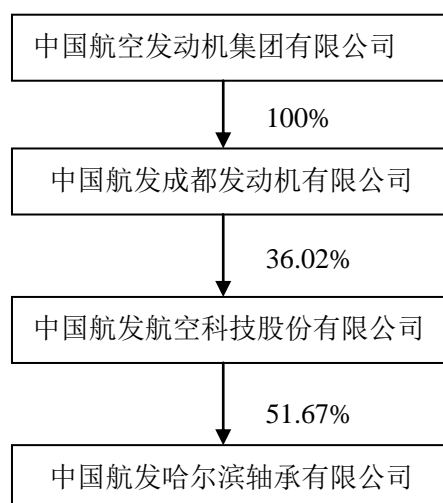 中国航空发动机集团有限公司
100%
中国航发成都发动机有限公司
36.02%
中国航发航空科技股份有限公司
51.67%
中国航发哈尔滨轴承有限公司